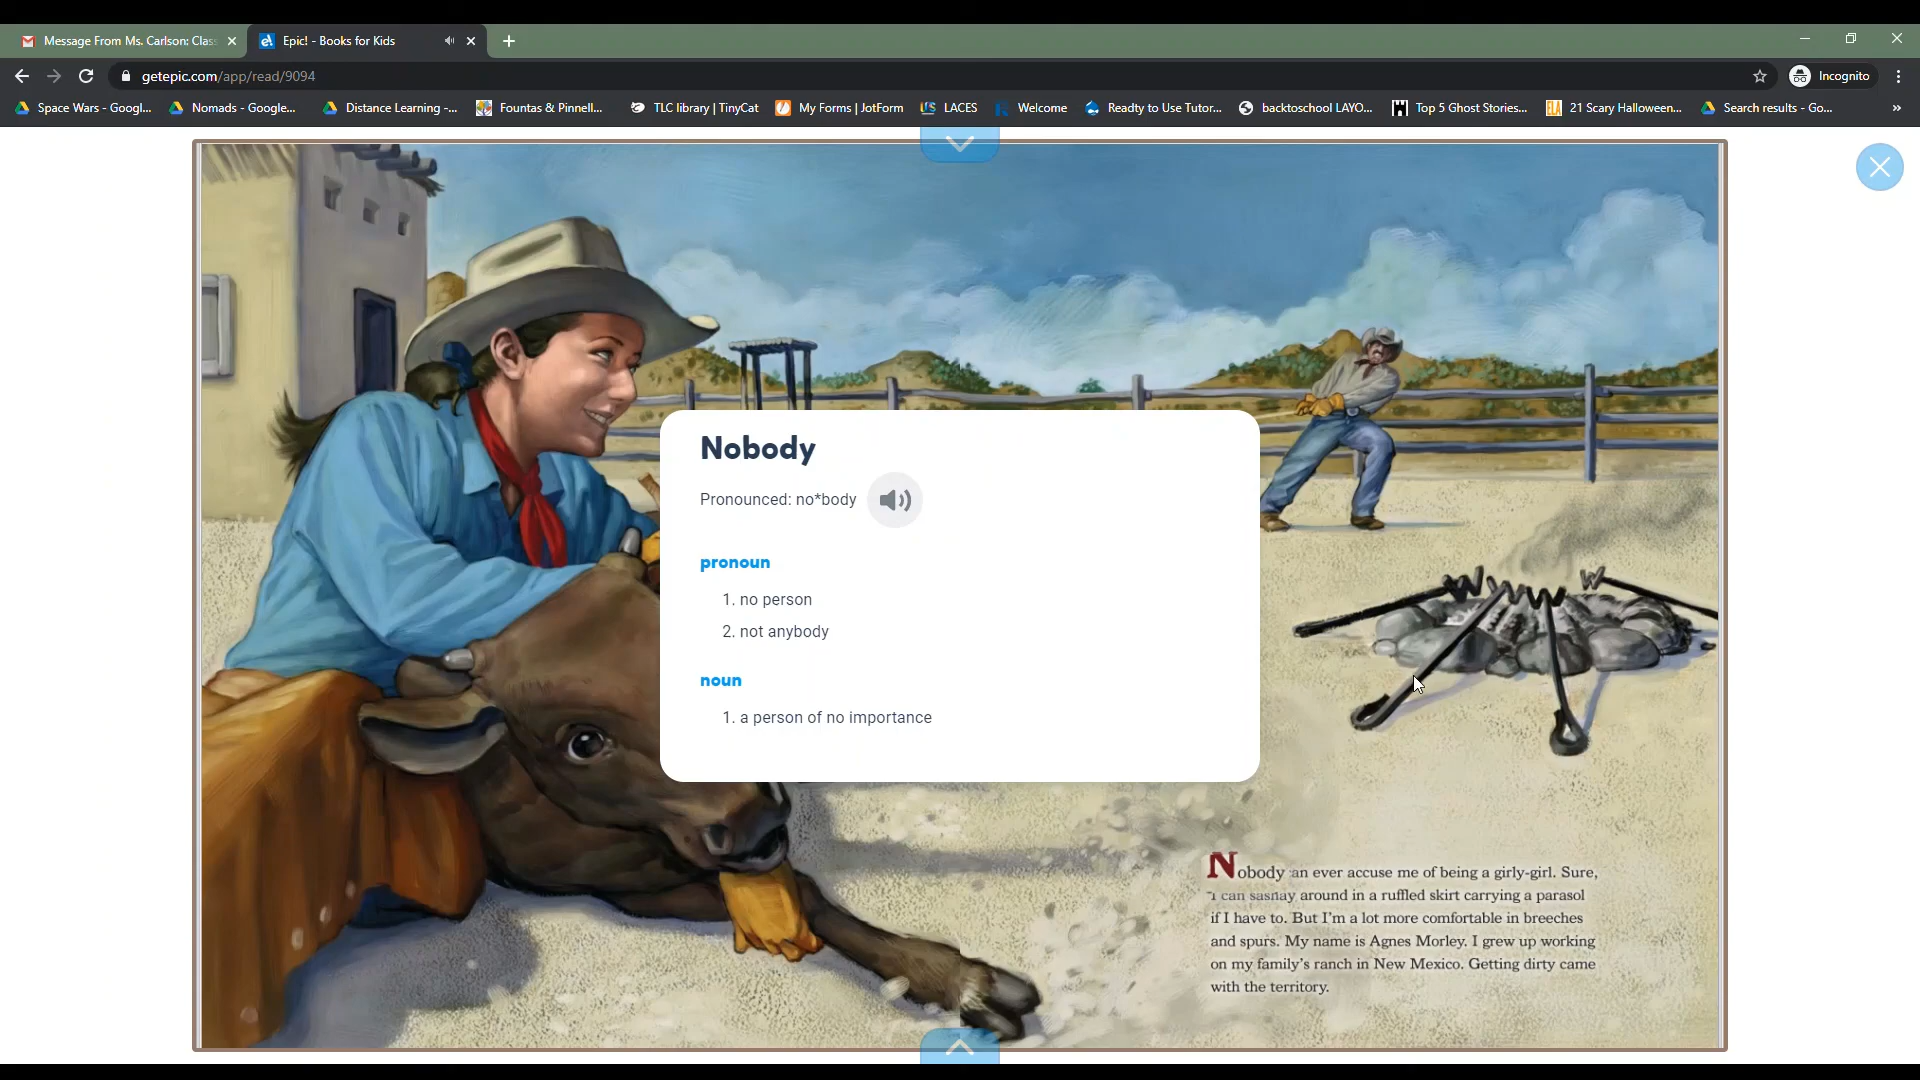 Message From Ms. Carlson: Clas
Epic! - Books for Kids
getepic.com/app/read/9094
Incognito
Space Wars - Googl...
Nomads - Google...
Distance Learning -...
Fountas & Pinnell...
TLC library | TinyCat
My Forms | JotForm
LACES
Welcome
Readty to Use Tutor...
backtoschool LAYO...
Top 5 Ghost Stories...
21 Scary Halloween...
Search results - Go...
Nobody
Pronounced: no*body
pronoun
1. no person
2. not anybody
noun
1. a person of no importance
Nobody an ever accuse me of being a girly-girl. Sure,
I can sashay around in a ruffled skirt carrying a parasol
if I have to. But I'm a lot more comfortable in breeches
and spurs. My name is Agnes Morley. I grew up working
on my family's ranch in New Mexico. Getting dirty came
with the territory.